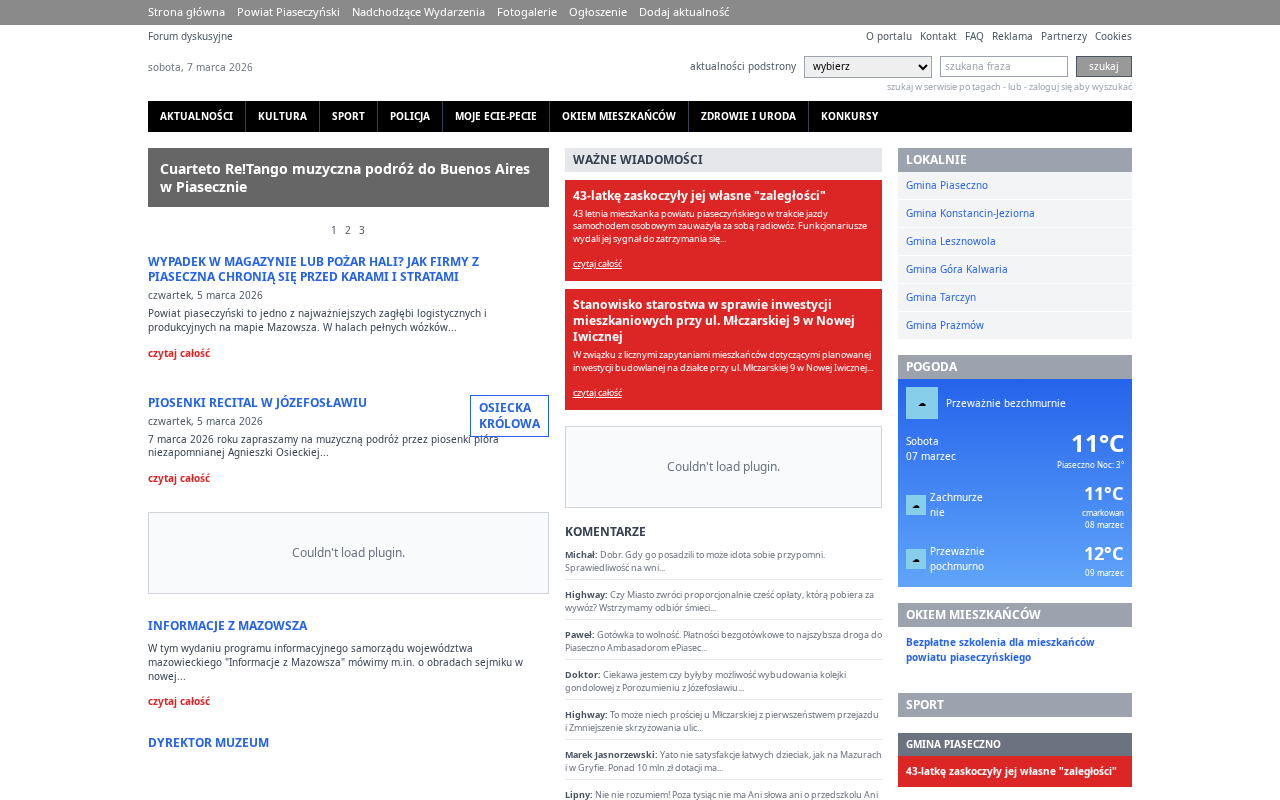 Strona główna Powiat Piaseczyński Nadchodzące Wydarzenia Fotogalerie Ogłoszenie Dodaj aktualność
Forum dyskusyjne
O portalu Kontakt FAQ Reklama Partnerzy Cookies
sobota, 7 marca 2026
aktualności podstrony wybierz szukana fraza szukaj
szukaj w serwisie po tagach - lub - zaloguj się aby wyszukać
AKTUALNOŚCI KULTURA SPORT POLICJA MOJE ECIE-PECIE OKIEM MIESZKAŃCÓW ZDROWIE I URODA KONKURSY
Cuarteto Re!Tango muzyczna podróż do Buenos Aires
w Piasecznie
1 2 3
WYPADEK W MAGAZYNIE LUB POŻAR HALI? JAK FIRMY Z
PIASECZNA CHRONIĄ SIĘ PRZED KARAMI I STRATAMI
czwartek, 5 marca 2026
Powiat piaseczyński to jedno z najważniejszych zagłębi logistycznych i
produkcyjnych na mapie Mazowsza. W halach pełnych wózków...
czytaj całość
PIOSENKI RECITAL W JÓZEFOSŁAWIU
czwartek, 5 marca 2026
OSIECKA
KRÓLOWA
7 marca 2026 roku zapraszamy na muzyczną podróż przez piosenki pióra
niezapomnianej Agnieszki Osieckiej...
czytaj całość
Couldn't load plugin.
INFORMACJE Z MAZOWSZA
W tym wydaniu programu informacyjnego samorządu województwa
mazowieckiego "Informacje z Mazowsza" mówimy m.in. o obradach sejmiku w
nowej...
czytaj całość
DYREKTOR MUZEUM
WAŻNE WIADOMOŚCI
43-latkę zaskoczyły jej własne "zaległości"
43 letnia mieszkanka powiatu piaseczyńskiego w trakcie jazdy
samochodem osobowym zauważyła za sobą radiowóz. Funkcjonariusze
wydali jej sygnał do zatrzymania się...
czytaj całość
Stanowisko starostwa w sprawie inwestycji
mieszkaniowych przy ul. Młczarskiej 9 w Nowej
Iwicznej
W związku z licznymi zapytaniami mieszkańców dotyczącymi planowanej
inwestycji budowlanej na działce przy ul. Młczarskiej 9 w Nowej Iwicznej...
czytaj całość
Couldn't load plugin.
KOMENTARZE
Michał: Dobr. Gdy go posadzili to może idota sobie przypomni.
Sprawiedliwość na wni...
Highway: Czy Miasto zwróci proporcjonalnie cześć opłaty, którą pobiera za
wywóz? Wstrzymamy odbiór śmieci...
Paweł: Gotówka to wolność. Płatności bezgotówkowe to najszybsza droga do
Piaseczno Ambasadorom ePiasec...
Doktor: Ciekawa jestem czy byłyby możliwość wybudowania kolejki
gondolowej z Porozumieniu z Józefosławiu...
Highway: To może niech prościej u Młczarskiej z pierwszeństwem przejazdu
i Zmniejszenie skrzyżowania ulic...
Marek Jasnorzewski: Yato nie satysfakcje łatwych dzieciak, jak na Mazurach
i w Gryfie. Ponad 10 mln zł dotacji ma...
Lipny: Nie nie rozumiem! Poza tysiąc nie ma Ani słowa ani o przedszkolu Ani
LOKALNIE
Gmina Piaseczno
Gmina Konstancin-Jeziorna
Gmina Lesznowola
Gmina Góra Kalwaria
Gmina Tarczyn
Gmina Prażmów
POGODA
Przeważnie bezchmurnie
Sobota
07 marzec
11°C
Piaseczno Noc: 3°
Zachmurze
nie
11°C
cmarkowan
08 marzec
Przeważnie
pochmurno
12°C
09 marzec
OKIEM MIESZKAŃCÓW
Bezpłatne szkolenia dla mieszkańców
powiatu piaseczyńskiego
SPORT
GMINA PIASECZNO
43-latkę zaskoczyły jej własne "zaległości"